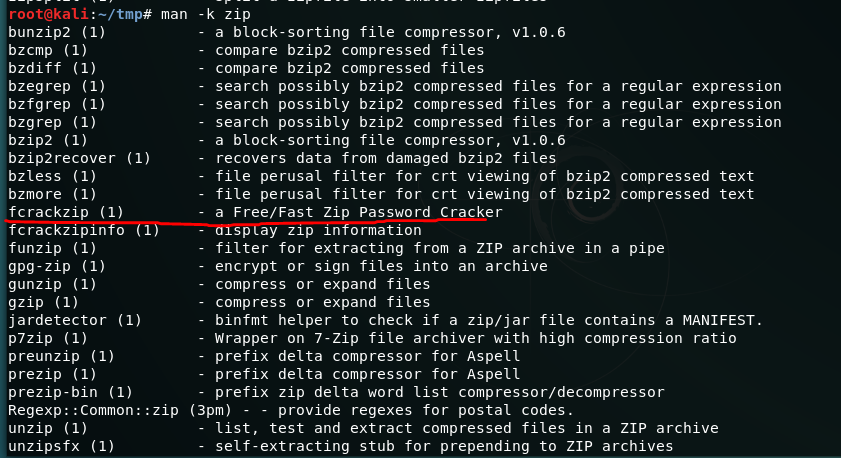 root@kali:~/tmp# man -k zip
bunzip2 (1)          - a block-sorting file compressor, v1.0.6
bzcmp (1)            - compare bzip2 compressed files
bzdiff (1)           - compare bzip2 compressed files
bzegrep (1)          - search possibly bzip2 compressed files for a regular expression
bzfgrep (1)          - search possibly bzip2 compressed files for a regular expression
bzgrep (1)           - search possibly bzip2 compressed files for a regular expression
bzip2 (1)            - a block-sorting file compressor, v1.0.6
bzip2recover (1)     - recovers data from damaged bzip2 files
bzless (1)           - file perusal filter for crt viewing of bzip2 compressed text
bzmore (1)           - file perusal filter for crt viewing of bzip2 compressed text
fcrackzip (1)        - a Free/Fast Zip Password Cracker
fcrackzipinfo (1)    - display zip information
funzip (1)           - filter for extracting from a ZIP archive in a pipe
gpg-zip (1)          - encrypt or sign files into an archive
gunzip (1)           - compress or expand files
gzip (1)             - compress or expand files
jardetector (1)      - binfmt helper to check if a zip/jar file contains a MANIFEST.
p7zip (1)            - Wrapper on 7-Zip file archiver with high compression ratio
preunzip (1)         - prefix delta compressor for Aspell
prezip (1)           - prefix delta compressor for Aspell
prezip-bin (1)       - prefix zip delta word list compressor/decompressor
Regexp::Common::zip (3pm) - - provide regexes for postal codes.
unzip (1)            - list, test and extract compressed files in a ZIP archive
unzipsfx (1)         - self-extracting stub for prepending to ZIP archives